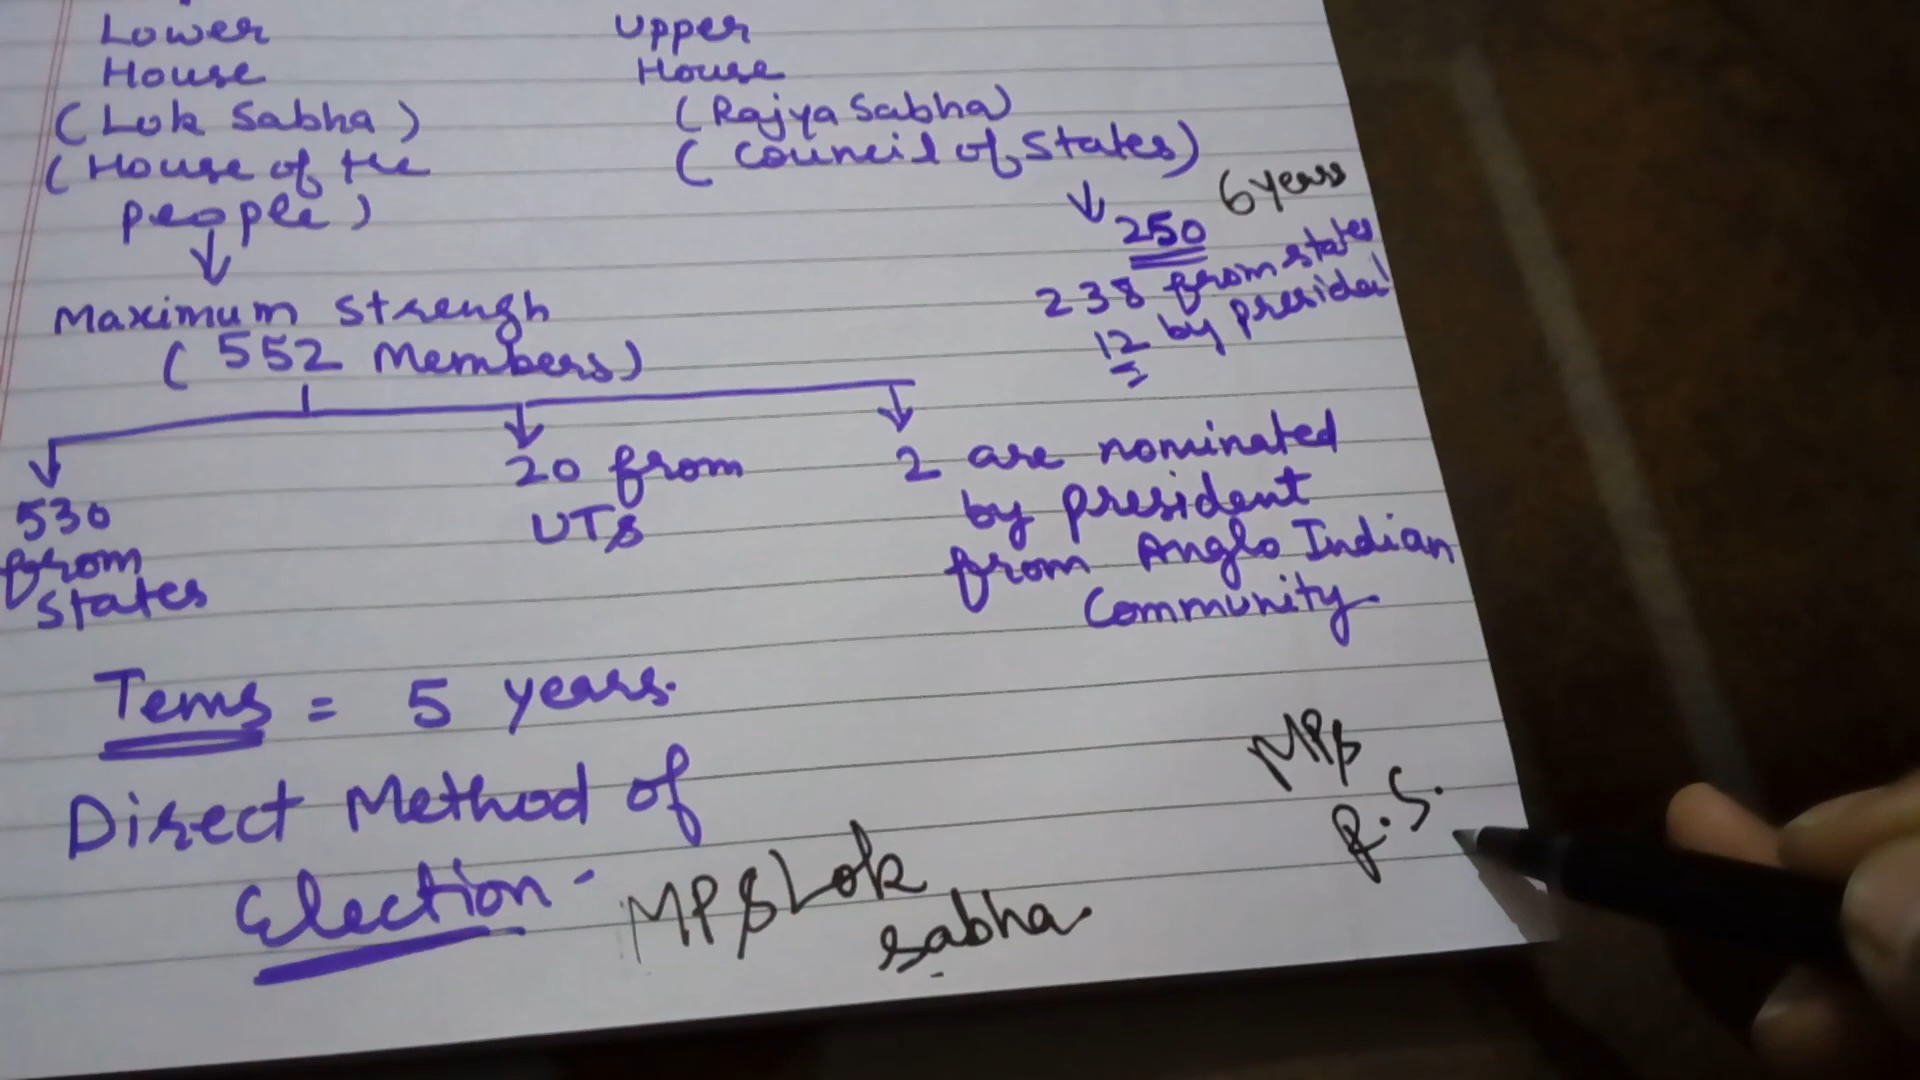 Lower
House
(Lok Sabha)
(House of the
people)
Upper
House
(Rajya Sabha)
(Council of States)
250 6 years
238 from states
12 by president
Maximum Strengh
(552 Members)
530
from
states
20 from
UTs
2 are nominated
by president
from Anglo Indian
Community.
Tems = 5 years.
Direct Method of
Election -
MPs Lok
sabha.
MPs
R.S.